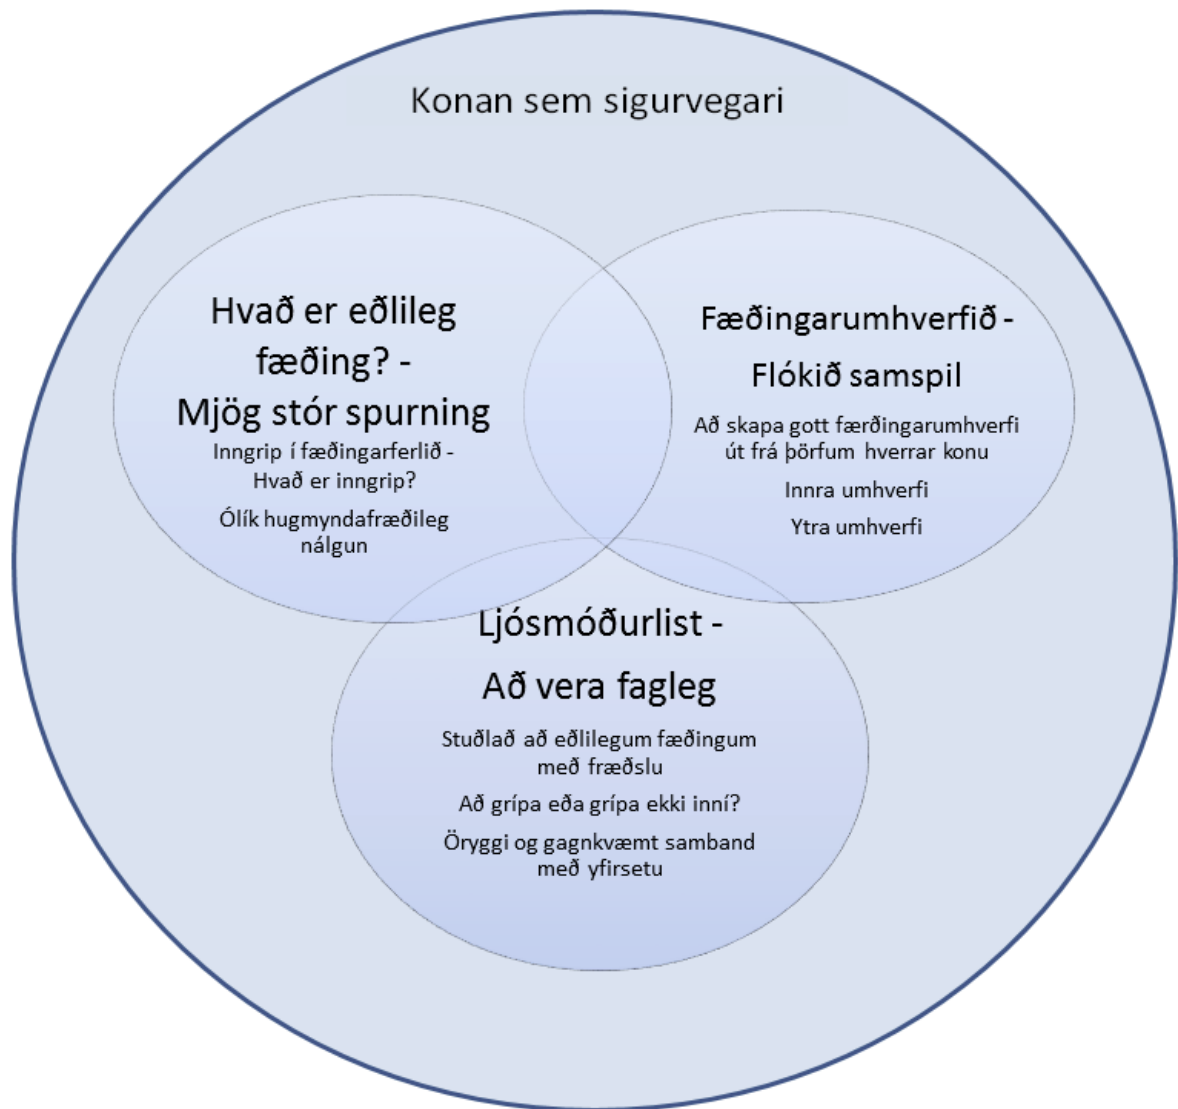 Konan sem sigurvegari
Hvað er eðlileg
fæðing? -
Mjög stór spurning
Inngrip í fæðingarferlið -
Hvað er inngrip?
Ólík hugmyndafræðileg
nálgun
Fæðingarumhverfið -
Flókið samspil
Að skapa gott færðingarumhverfi
út frá þörfum hverrar konu
Innra umhverfi
Ytra umhverfi
Ljósmóðurlist -
Að vera fagleg
Stuðlað að eðlilegum fæðingum
með fræðslu
Að grípa eða grípa ekki inní?
Öryggi og gagnkvæmt samband
með yfirsetu